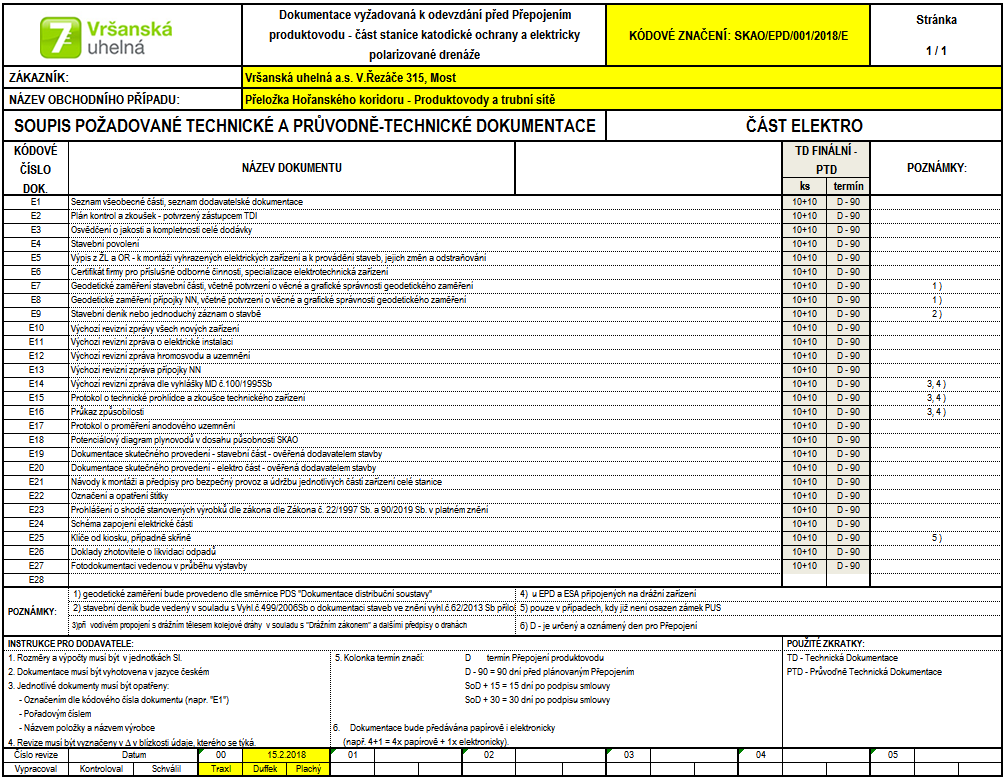 Vršanská
uhelná
Dokumentace vyžadovaná k odevzdání před Přepojením
produktovodu - část stanice katodické ochrany a elektricky
polarizované drenáže
KÓDOVÉ ZNAČENÍ: SKAO/EPD/001/2018/E
Stránka
1 / 1
ZÁKAZNÍK: Vršanská uhelná a.s. V.Řezáče 315, Most
NÁZEV OBCHODNÍHO PŘÍPADU: Přeložka Hořanského koridoru - Produktovody a trubní sítě
SOUPIS POŽADOVANÉ TECHNICKÉ A PRŮVODNĚ-TECHNICKÉ DOKUMENTACE ČÁST ELEKTRO
KÓDOVÉ
ČÍSLO
DOK.
NÁZEV DOKUMENTU
TD FINÁLNÍ -
PTD
ks termín
POZNÁMKY:
E1 Seznam všeobecné části, seznam dodavatelské dokumentace 10+10 D - 90
E2 Plán kontrol a zkoušek - potvrzený zástupcem TDI 10+10 D - 90
E3 Osvědčení o jakosti a kompletnosti celé dodávky 10+10 D - 90
E4 Stavební povolení 10+10 D - 90
E5 Výpis z ŽL a OR - k montáži vyhrazených elektrických zařízení a k provádění staveb, jejich změn a odstraňování 10+10 D - 90
E6 Certifikát firmy pro příslušné odborné činnosti, specializace elektrotechnická zařízení 10+10 D - 90
E7 Geodetické zaměření stavební části, včetně potvrzení o věcné a grafické správnosti geodetického zaměření 10+10 D - 90 1 )
E8 Geodetické zaměření přípojky NN, včetně potvrzení o věcné a grafické správnosti geodetického zaměření 10+10 D - 90 1 )
E9 Stavební deník nebo jednoduchý záznam o stavbě 10+10 D - 90 2 )
E10 Výchozí revizní zprávy všech nových zařízení 10+10 D - 90
E11 Výchozí revizní zpráva o elektrické instalaci 10+10 D - 90
E12 Výchozí revizní zpráva hromosvodu a uzemnění 10+10 D - 90
E13 Výchozí revizní zpráva přípojky NN 10+10 D - 90
E14 Výchozí revizní zpráva dle vyhlášky MD č.100/1995Sb 10+10 D - 90 3, 4 )
E15 Protokol o technické prohlídce a zkoušce technického zařízení 10+10 D - 90 3, 4 )
E16 Průkaz způsobilosti 10+10 D - 90 3, 4 )
E17 Protokol o proměření anodového uzemnění 10+10 D - 90
E18 Potenciálový diagram plynovodů v dosahu působnosti SKAO 10+10 D - 90
E19 Dokumentace skutečného provedení - stavební část - ověřená dodavatelem stavby 10+10 D - 90
E20 Dokumentace skutečného provedení - elektro část - ověřená dodavatelem stavby 10+10 D - 90
E21 Návody k montáži a předpisy pro bezpečný provoz a údržbu jednotlivých částí zařízení celé stanice 10+10 D - 90
E22 Označení a opatření štítky 10+10 D - 90
E23 Prohlášení o shodě stanovených výrobků dle zákona dle Zákona č. 22/1997 Sb. a 90/2019 Sb. v platném znění 10+10 D - 90
E24 Schéma zapojení elektrické části 10+10 D - 90
E25 Klíče od kiosku, případně skříně 10+10 D - 90 5 )
E26 Doklady zhotovitele o likvidaci odpadů 10+10 D - 90
E27 Fotodokumentaci vedenou v průběhu výstavby 10+10 D - 90
E28
POZNÁMKY:
1) geodetické zaměření bude provedeno dle směrnice PDS "Dokumentace distribuční soustavy" 4) u EPD a ESA připojených na drážní zařízení
2) stavební deník bude vedený v souladu s Vyhl.č.499/2006Sb o dokumentaci staveb ve znění vyhl.č.62/2013 Sb přílo 5) pouze v případech, kdy již není osazen zámek PUS
3)při vodivém propojení s drážním tělesem kolejové dráhy v souladu s "Drážním zákonem" a dalšími předpisy o drahách 6) D - je určený a oznámený den pro Přepojení
INSTRUKCE PRO DODAVATELE: POUŽITÉ ZKRATKY:
1. Rozměry a výpočty musí být v jednotkách SI. 5. Kolonka termín značí: D termín Přepojení produktovodu TD - Technická Dokumentace
2. Dokumentace musí být vyhotovena v jazyce českém D - 90 = 90 dní před plánovaným Přepojením PTD - Průvodně Technická Dokumentace
3. Jednotlivé dokumenty musí být opatřeny: SoD + 15 = 15 dní po podpisu smlouvy
- Označením dle kódového čísla dokumentu (např. "E1") SoD + 30 = 30 dní po podpisu smlouvy
- Pořadovým číslem
- Názvem položky a názvem výrobce 6. Dokumentace bude předávána papírově i elektronicky
4. Revize musí být vyznačeny v Δ v blízkosti údaje, kterého se týká. (např. 4+1 = 4x papírově + 1x elektronicky).
Číslo revize Datum 00 15.2.2018 01 02 03 04 05
Vypracoval Kontroloval Schválil Traxl Duffek Plachý